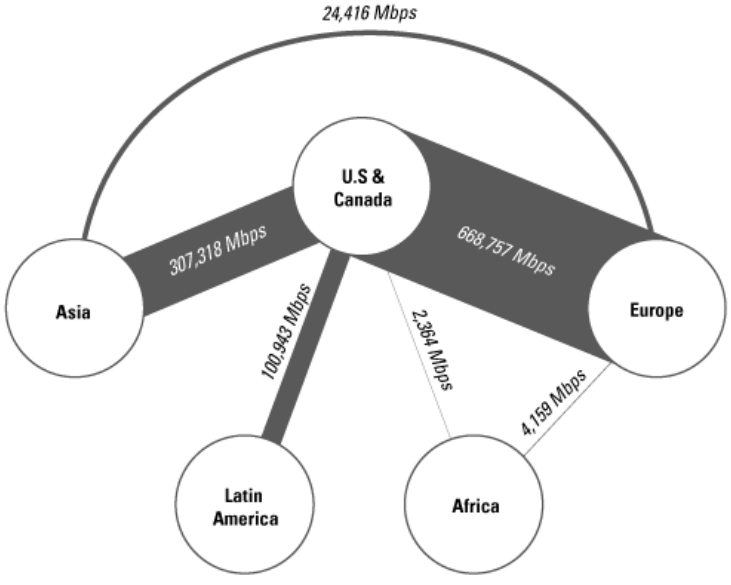 24,416 Mbps
U.S &
Canada
307,318 Mbps
668,757 Mbps
Asia
Europe
100,943 Mbps
2,364 Mbps
4,159 Mbps
Latin
America
Africa